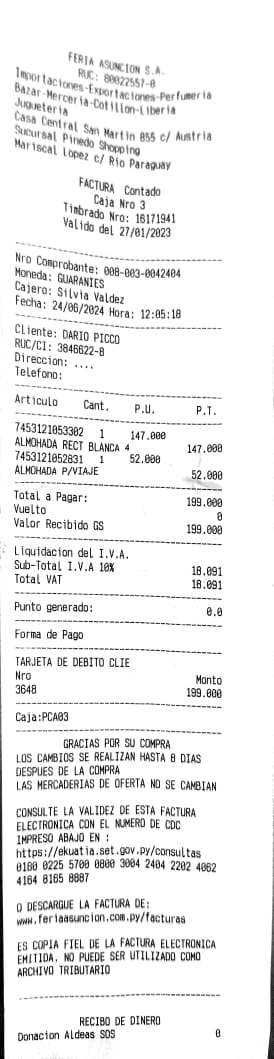 FERIA ASUNCION S.A.
RUC: 80022557-0
Importaciones-Exportaciones-Perfumeria
Bazar-Merceria-Cotillon-Libreria
Jugueteria
Casa Central San Martin 855 c/ Austria
Sucursal Pinedo Shopping
Mariscal Lopez c/ Rio Paraguay
FACTURA Contado
Caja Nro 3
Timbrado Nro: 16171941
Valido del 27/01/2023
Nro Comprobante: 008-003-0042404
Moneda: GUARANIES
Cajero: Silvia Valdez
Fecha: 24/06/2024 Hora: 12:05:18
CLiente: DARIO PICCO
RUC/CI: 3846622-8
Direccion: ....
Telefono:
Articulo Cant. P.U. P.T.
7453121053302 1 147.000
ALMOHADA RECT BLANCA 4 147.000
7453121052831 1 52.000
ALMOHADA P/VIAJE 52.000
Total a Pagar: 199.000
Vuelto 0
Valor Recibido GS 199.000
Liquidacion del I.V.A.
Sub-Total I.V.A 10% 18.091
Total VAT 18.091
Punto generado: 0.0
Forma de Pago
TARJETA DE DEBITO CLIE
Nro Monto
3648 199.000
Caja:PCA03
GRACIAS POR SU COMPRA
LOS CAMBIOS SE REALIZAN HASTA 8 DIAS
DESPUES DE LA COMPRA
LAS MERCADERIAS DE OFERTA NO SE CAMBIAN
CONSULTE LA VALIDEZ DE ESTA FACTURA
ELECTRONICA CON EL NUMERO DE CDC
IMPRESO ABAJO EN :
https://ekuatia.set.gov.py/consultas
0180 0225 5700 0800 3004 2404 2202 4062
4164 8165 8887
O DESCARGUE LA FACTURA DE:
www.feriaasuncion.com.py/facturas
ES COPIA FIEL DE LA FACTURA ELECTRONICA
EMITIDA, NO PUEDE SER UTILIZADO COMO
ARCHIVO TRIBUTARIO
RECIBO DE DINERO
Donacion Aldeas SOS 0